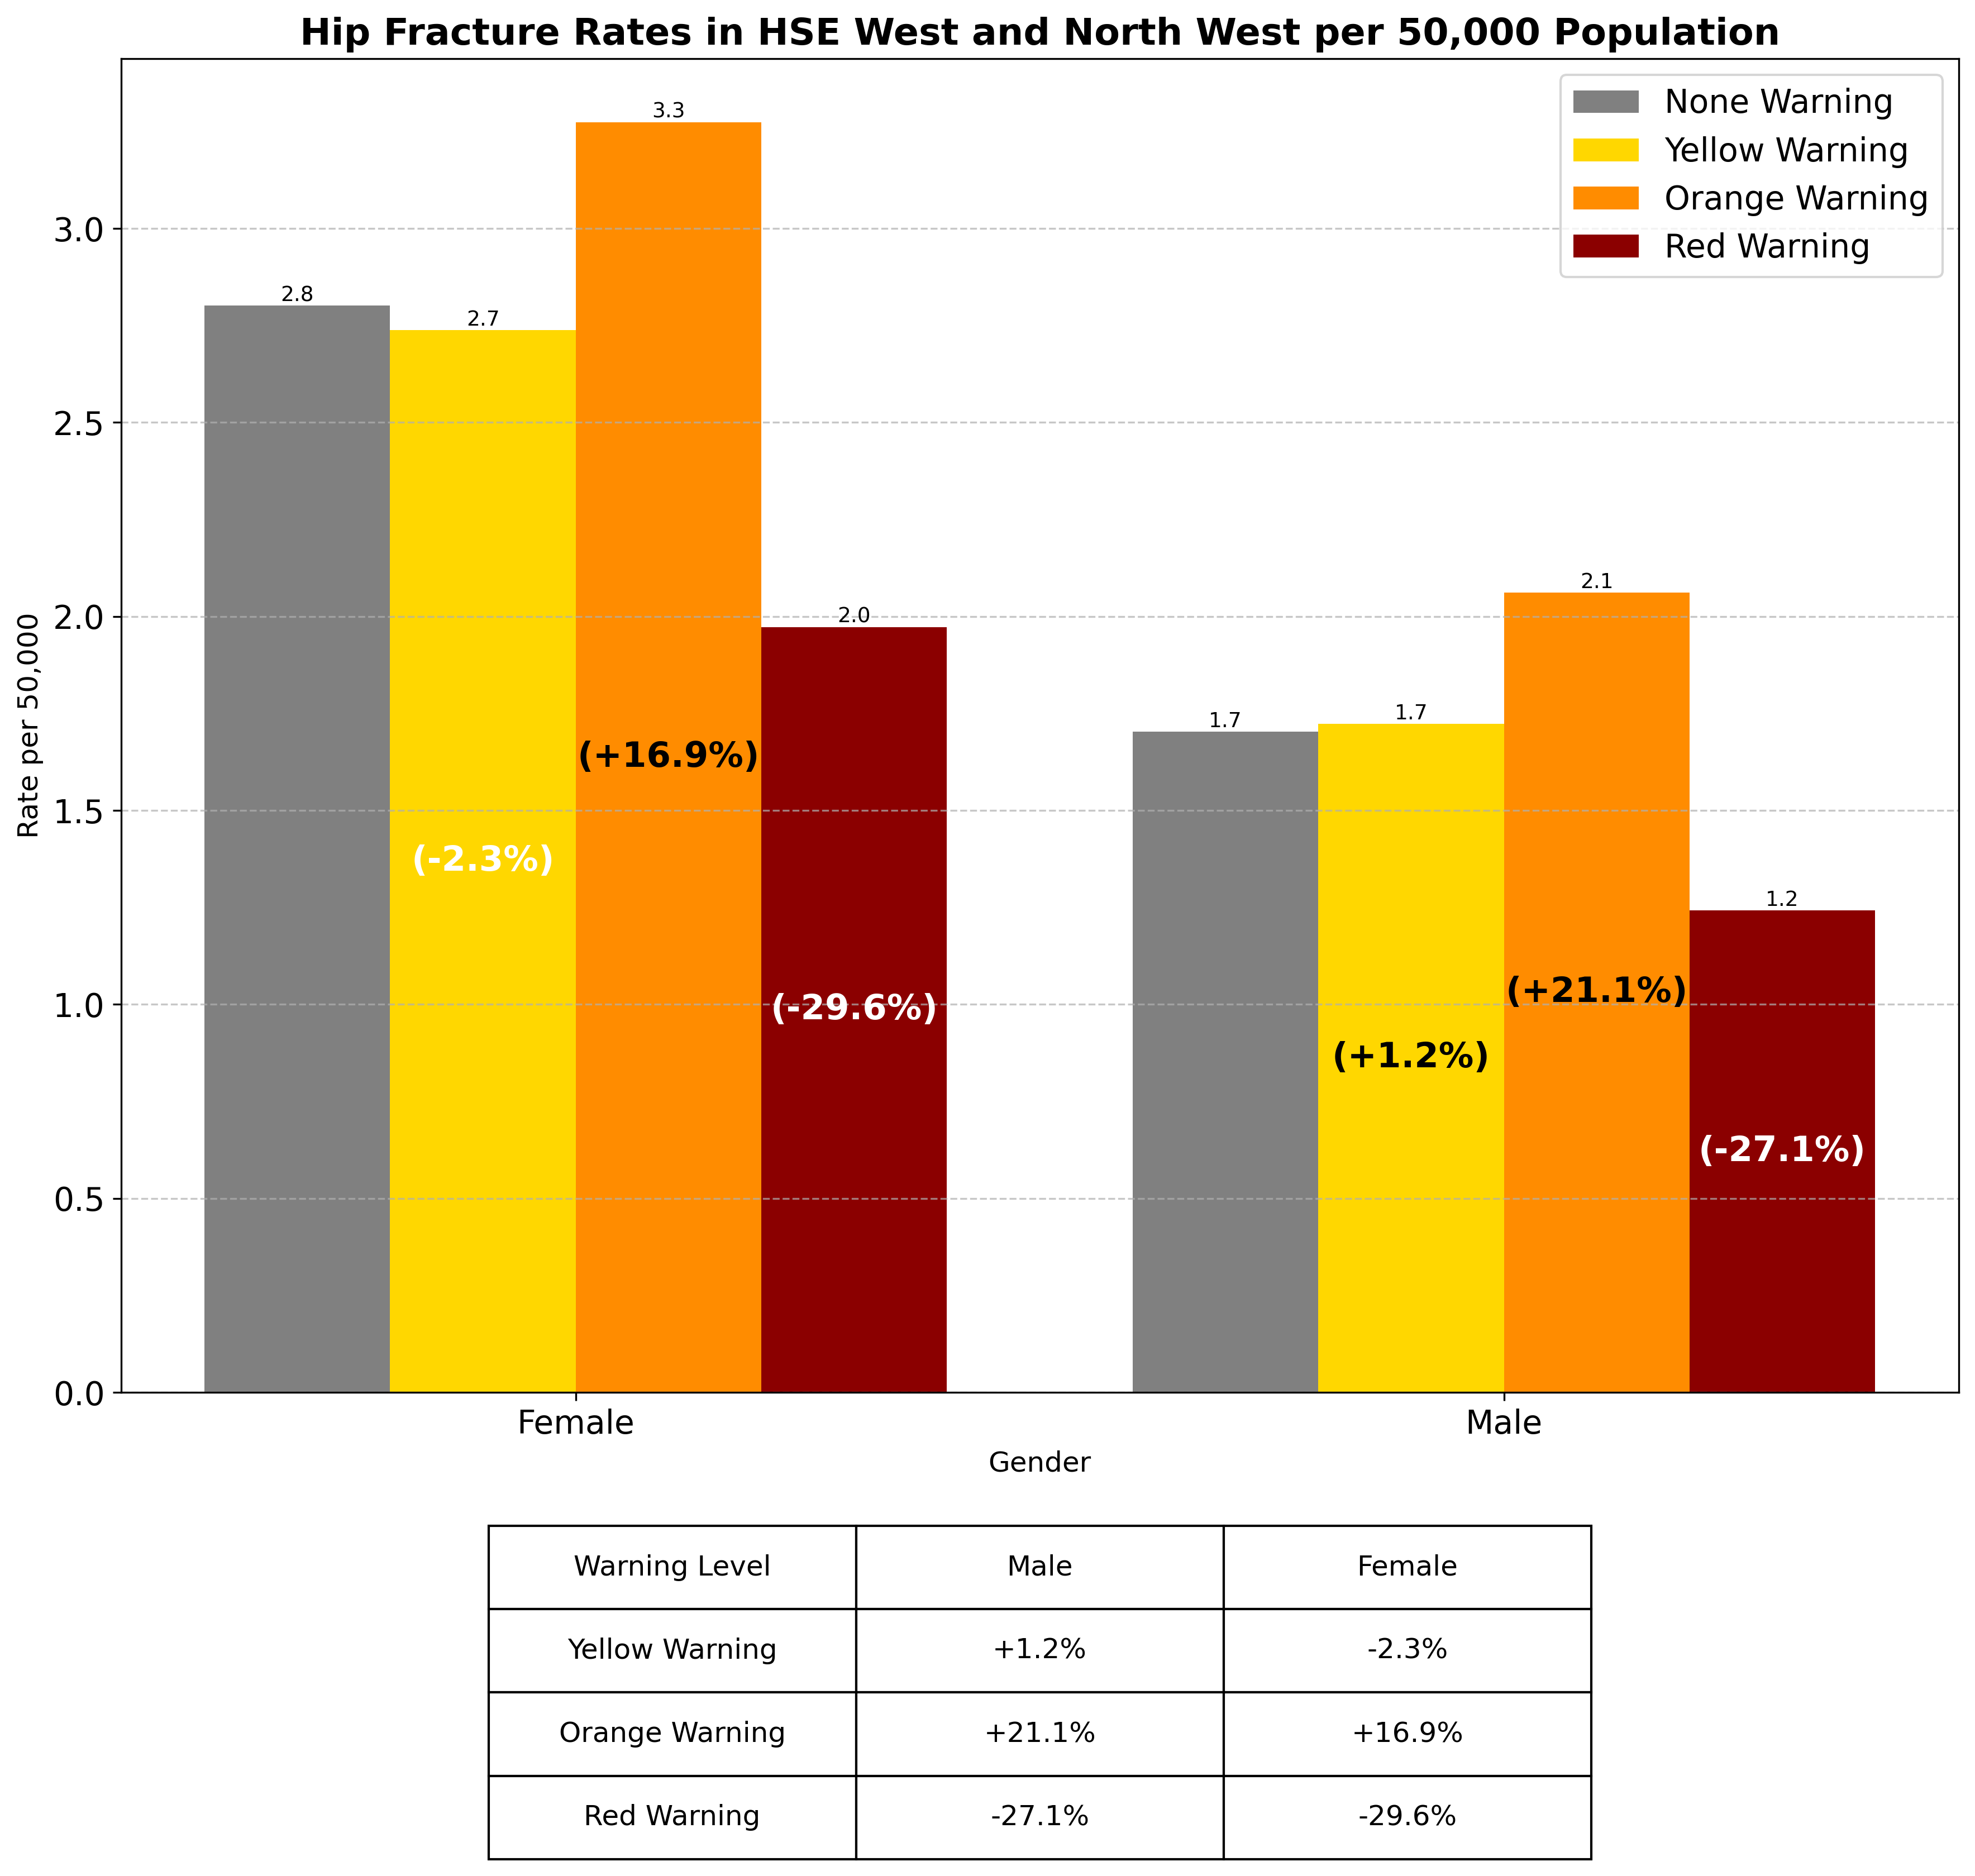 Hip Fracture Rates in HSE West and North West per 50,000 Population
None Warning
Yellow Warning
Orange Warning
Red Warning
Rate per 50,000
3.0
2.5
2.0
1.5
1.0
0.5
0.0
2.8
2.7
3.3
2.0
1.7
1.7
2.1
1.2
(-2.3%)
(+16.9%)
(-29.6%)
(+1.2%)
(+21.1%)
(-27.1%)
Female Male
Gender
Warning Level Male Female
Yellow Warning +1.2% -2.3%
Orange Warning +21.1% +16.9%
Red Warning -27.1% -29.6%